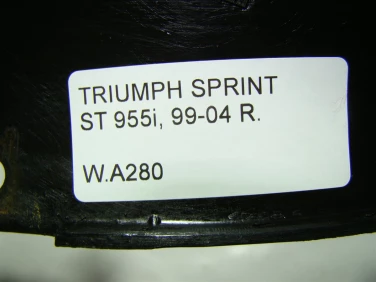 TRIUMPH SPRINT
ST 955i, 99-04 R.
W.A280